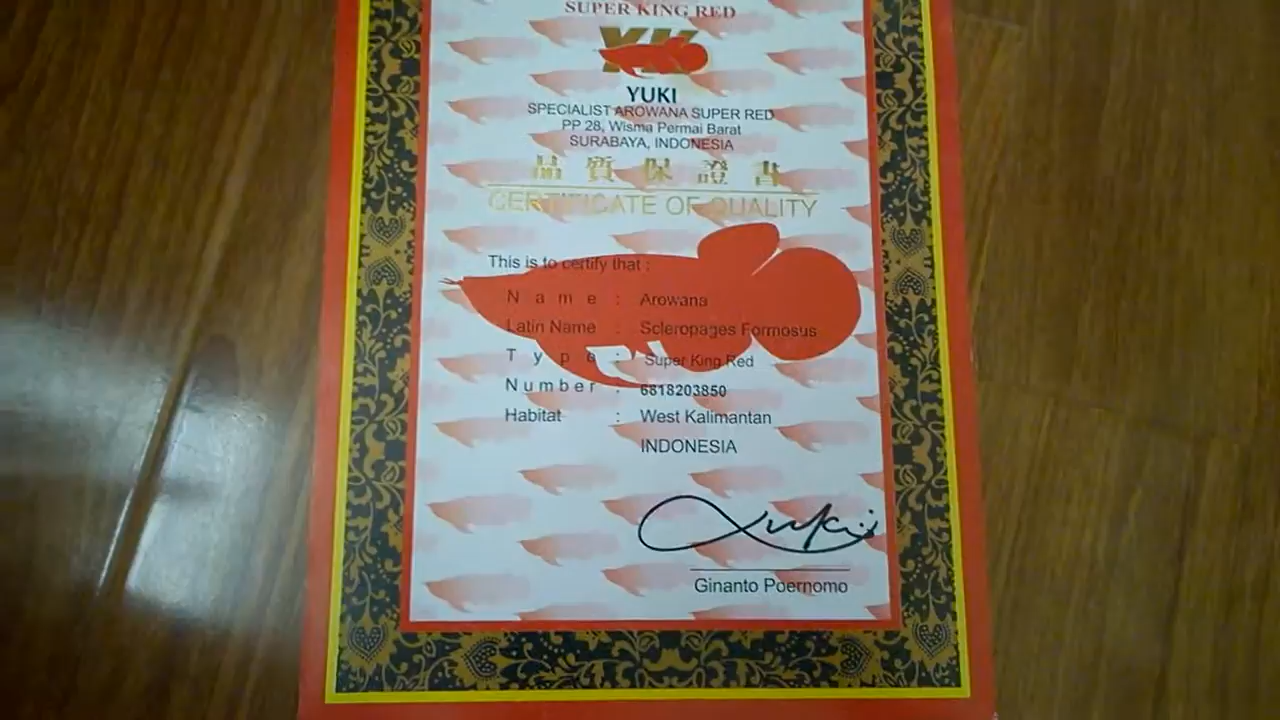 SUPER KING RED
YK
YUKI
SPECIALIST AROWANA SUPER RED
PP 28, Wisma Permai Barat
SURABAYA, INDONESIA
品質保證書
CERTIFICATE OF QUALITY
This is to certify that :
Name : Arowana
Latin Name : Scleropages Formosus
Type : Super King Red
Number : 6818203850
Habitat : West Kalimantan
INDONESIA
Yuki
Ginanto Poernomo